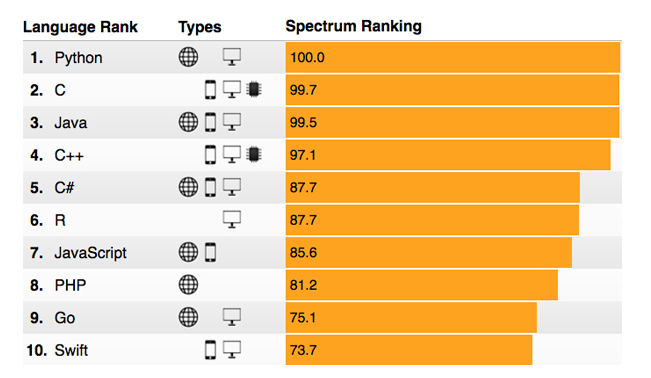 Language Rank Types Spectrum Ranking
1. Python 100.0
2. C 99.7
3. Java 99.5
4. C++ 97.1
5. C# 87.7
6. R 87.7
7. JavaScript 85.6
8. PHP 81.2
9. Go 75.1
10. Swift 73.7